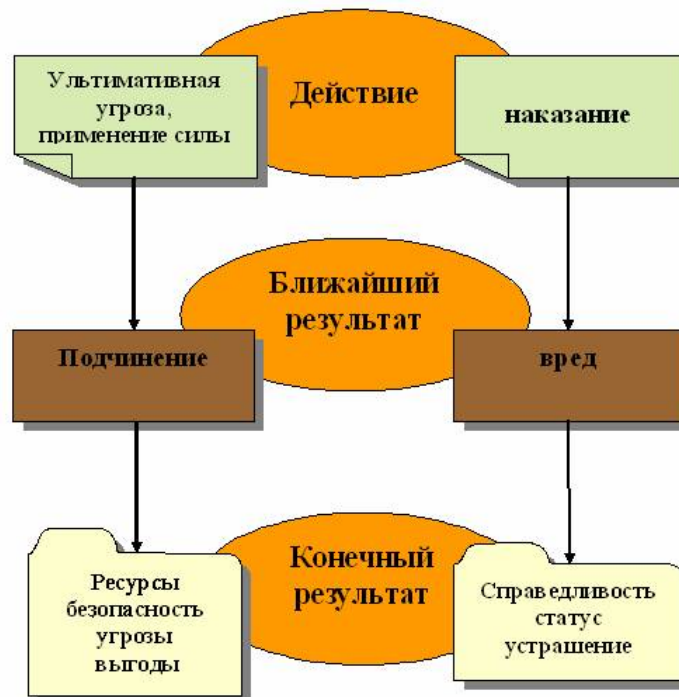 Ультимативная
угроза,
применение силы
Действие
наказание
Ближайший
результат
Подчинение
вред
Конечный
результат
Ресурсы
безопасность
угрозы
выгоды
Справедливость
статус
устрашение